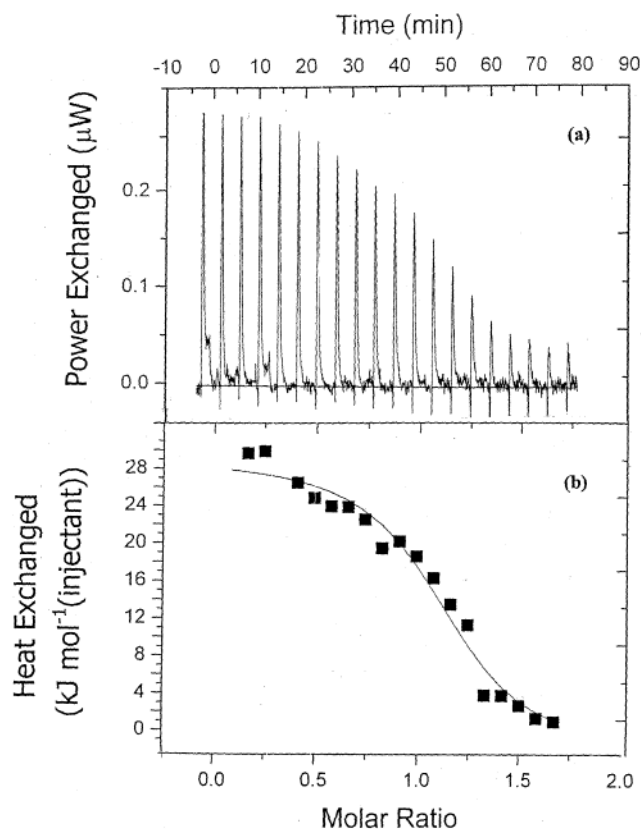 Time (min)
-10 0 10 20 30 40 50 60 70 80 90
(a)
Power Exchanged (μW)
0.2
0.1
0.0
(b)
Heat Exchanged
(kJ mol⁻¹(injectant))
28
24
20
16
12
8
4
0
0.0 0.5 1.0 1.5 2.0
Molar Ratio